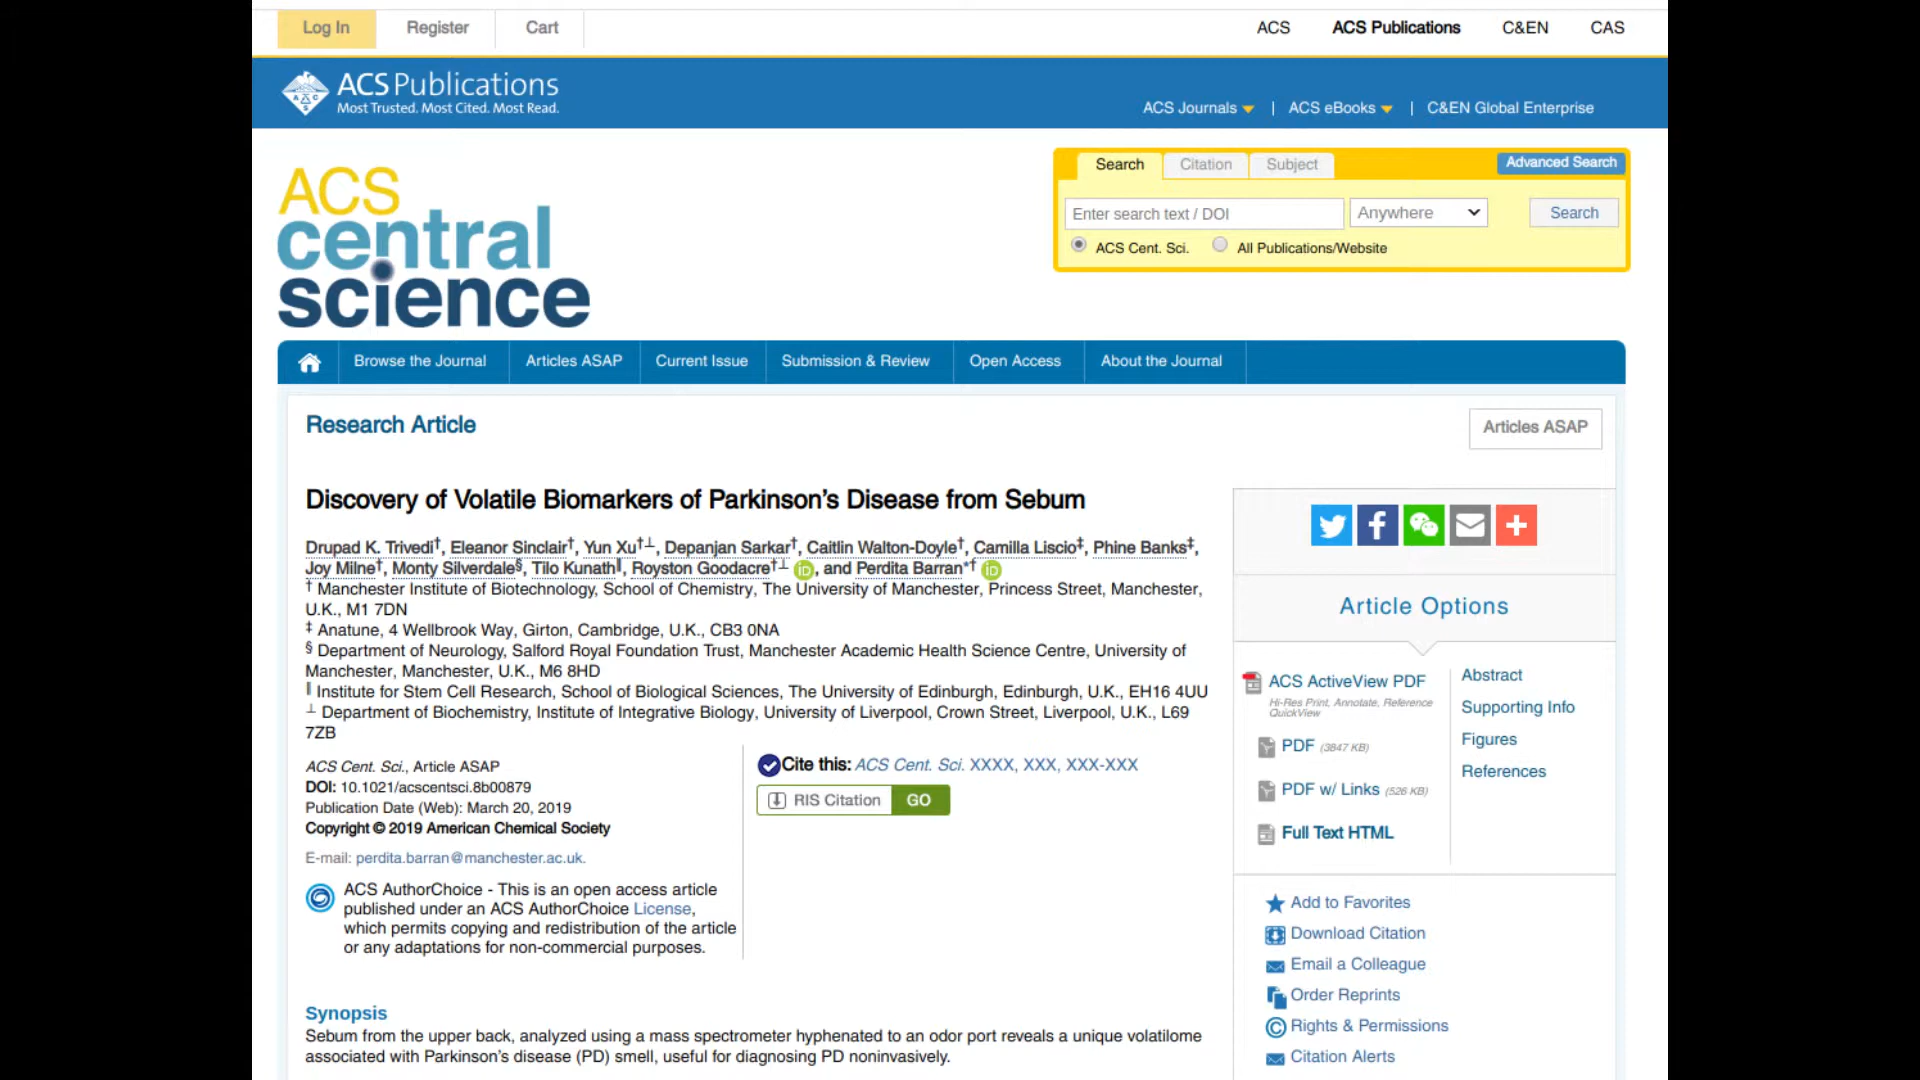 Log In Register Cart ACS ACS Publications C&EN CAS
ACS Publications
Most Trusted. Most Cited. Most Read.
ACS Journals | ACS eBooks | C&EN Global Enterprise
ACS
central
science
Search Citation Subject Advanced Search
Enter search text / DOI Anywhere Search
ACS Cent. Sci. All Publications/Website
Browse the Journal Articles ASAP Current Issue Submission & Review Open Access About the Journal
Research Article
Articles ASAP
Discovery of Volatile Biomarkers of Parkinson's Disease from Sebum
Drupad K. Trivedi†, Eleanor Sinclair†, Yun Xu†⊥, Depanjan Sarkar†, Caitlin Walton-Doyle†, Camilla Liscio‡, Phine Banks‡,
Joy Milne†, Monty Silverdale§, Tilo Kunath∥, Royston Goodacre†⊥ iD, and Perdita Barran*† iD
† Manchester Institute of Biotechnology, School of Chemistry, The University of Manchester, Princess Street, Manchester,
U.K., M1 7DN
‡ Anatune, 4 Wellbrook Way, Girton, Cambridge, U.K., CB3 0NA
§ Department of Neurology, Salford Royal Foundation Trust, Manchester Academic Health Science Centre, University of
Manchester, Manchester, U.K., M6 8HD
∥ Institute for Stem Cell Research, School of Biological Sciences, The University of Edinburgh, Edinburgh, U.K., EH16 4UU
⊥ Department of Biochemistry, Institute of Integrative Biology, University of Liverpool, Crown Street, Liverpool, U.K., L69
7ZB
ACS Cent. Sci., Article ASAP
DOI: 10.1021/acscentsci.8b00879
Publication Date (Web): March 20, 2019
Copyright © 2019 American Chemical Society
E-mail: perdita.barran@manchester.ac.uk.
ACS AuthorChoice - This is an open access article
published under an ACS AuthorChoice License,
which permits copying and redistribution of the article
or any adaptations for non-commercial purposes.
Cite this: ACS Cent. Sci. XXXX, XXX, XXX-XXX
RIS Citation GO
Synopsis
Sebum from the upper back, analyzed using a mass spectrometer hyphenated to an odor port reveals a unique volatilome
associated with Parkinson's disease (PD) smell, useful for diagnosing PD noninvasively.
Article Options
ACS ActiveView PDF
Hi-Res Print, Annotate, Reference
QuickView
PDF (3847 KB)
PDF w/ Links (526 KB)
Full Text HTML
Abstract
Supporting Info
Figures
References
Add to Favorites
Download Citation
Email a Colleague
Order Reprints
Rights & Permissions
Citation Alerts